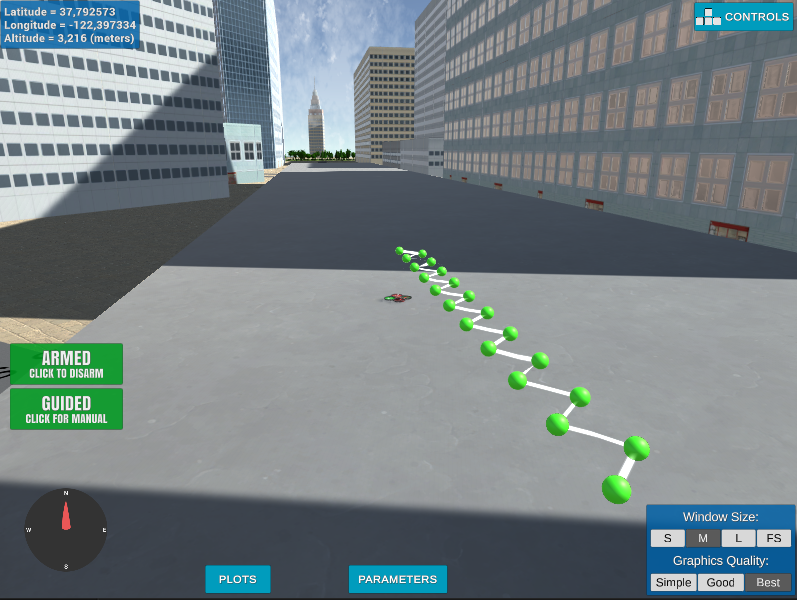 Latitude = 37,792573
Longitude = -122,397334
Altitude = 3,216 (meters)
CONTROLS
ARMED
CLICK TO DISARM
GUIDED
CLICK FOR MANUAL
N
W E
S
PLOTS
PARAMETERS
Window Size:
S M L FS
Graphics Quality:
Simple Good Best